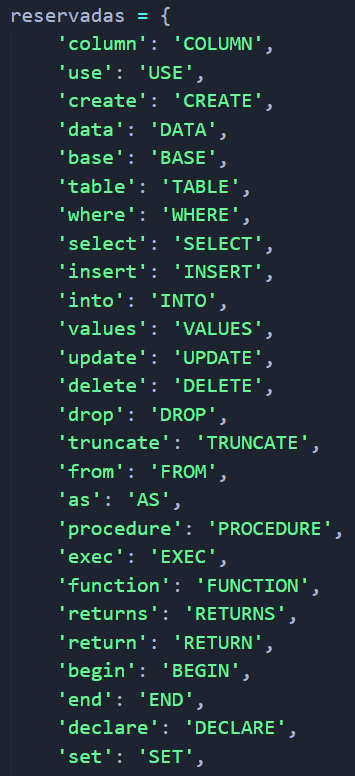 reservadas = {
    'column': 'COLUMN',
    'use': 'USE',
    'create': 'CREATE',
    'data': 'DATA',
    'base': 'BASE',
    'table': 'TABLE',
    'where': 'WHERE',
    'select': 'SELECT',
    'insert': 'INSERT',
    'into': 'INTO',
    'values': 'VALUES',
    'update': 'UPDATE',
    'delete': 'DELETE',
    'drop': 'DROP',
    'truncate': 'TRUNCATE',
    'from': 'FROM',
    'as': 'AS',
    'procedure': 'PROCEDURE',
    'exec': 'EXEC',
    'function': 'FUNCTION',
    'returns': 'RETURNS',
    'return': 'RETURN',
    'begin': 'BEGIN',
    'end': 'END',
    'declare': 'DECLARE',
    'set': 'SET',